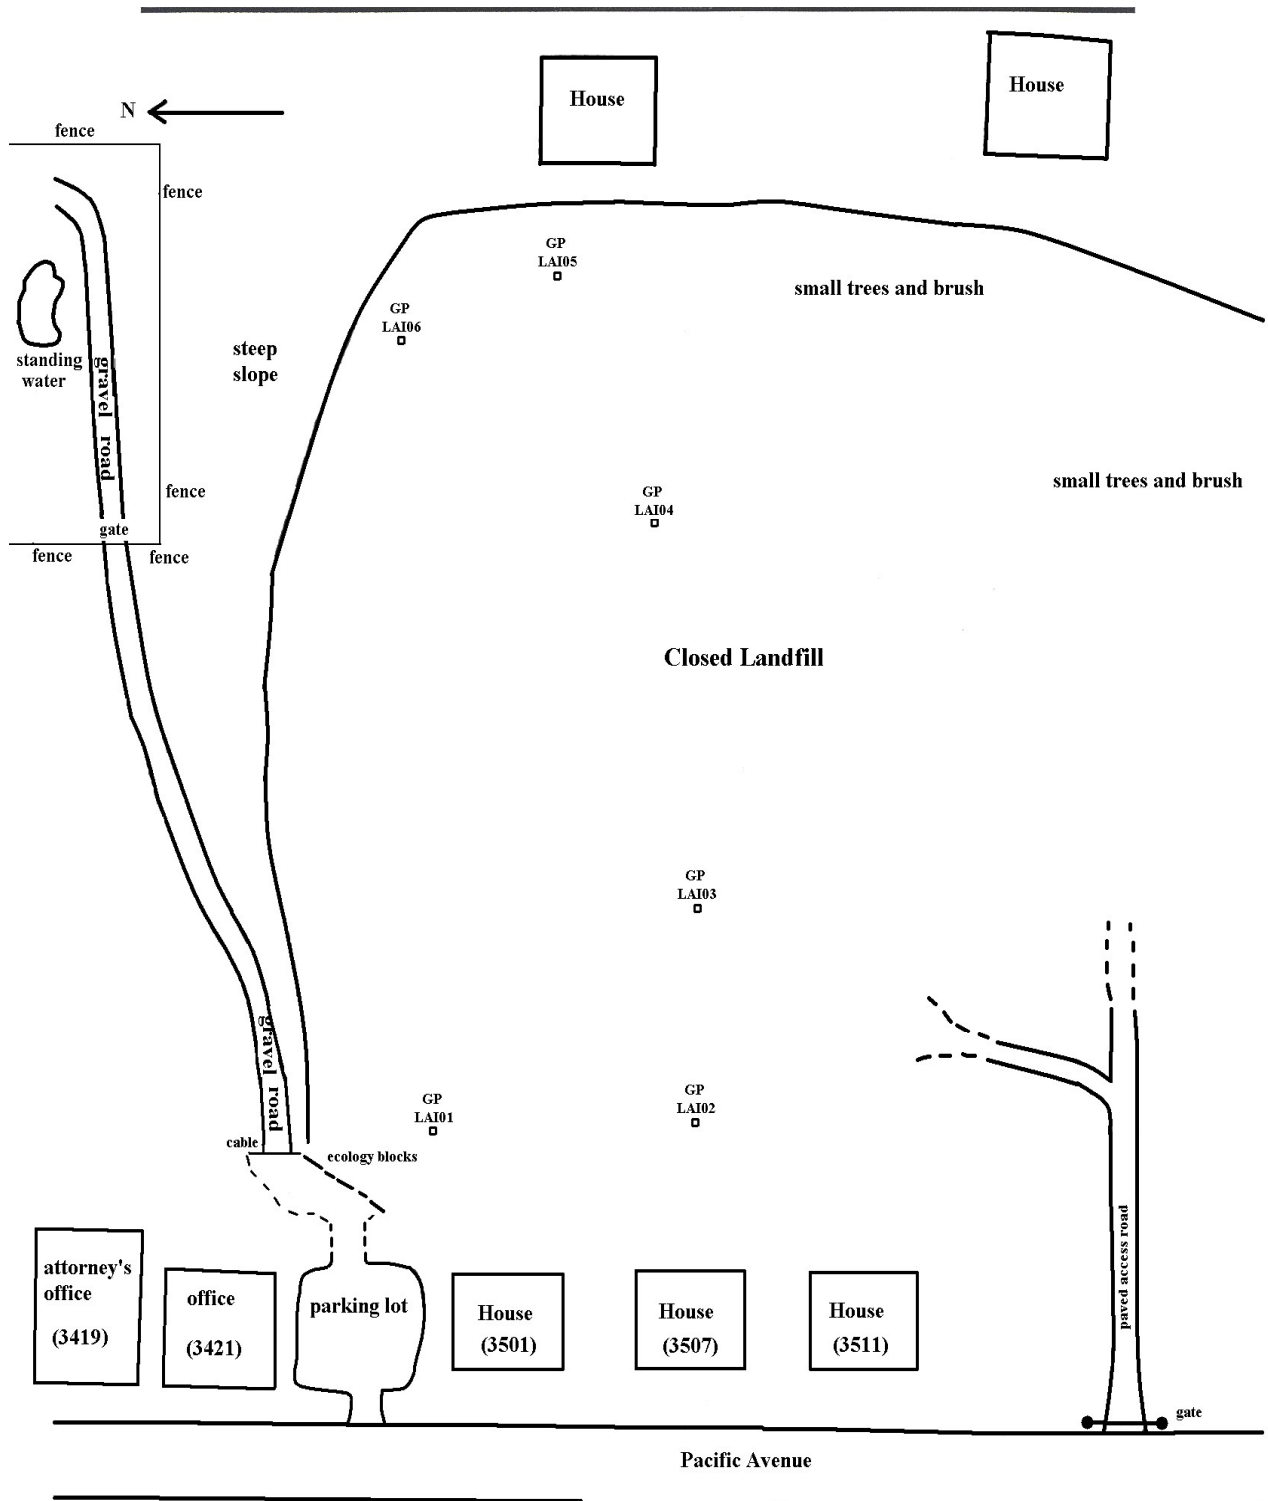 House
House
N
fence
fence
GP
LAI05
small trees and brush
GP
LAI06
steep
slope
standing
water
gravel road
small trees and brush
fence
GP
LAI04
gate
fence
fence
Closed Landfill
GP
LAI03
gravel road
GP
LAI01
GP
LAI02
cable
ecology blocks
attorney's
office
(3419)
office
(3421)
parking lot
House
(3501)
House
(3507)
House
(3511)
paved access road
gate
Pacific Avenue